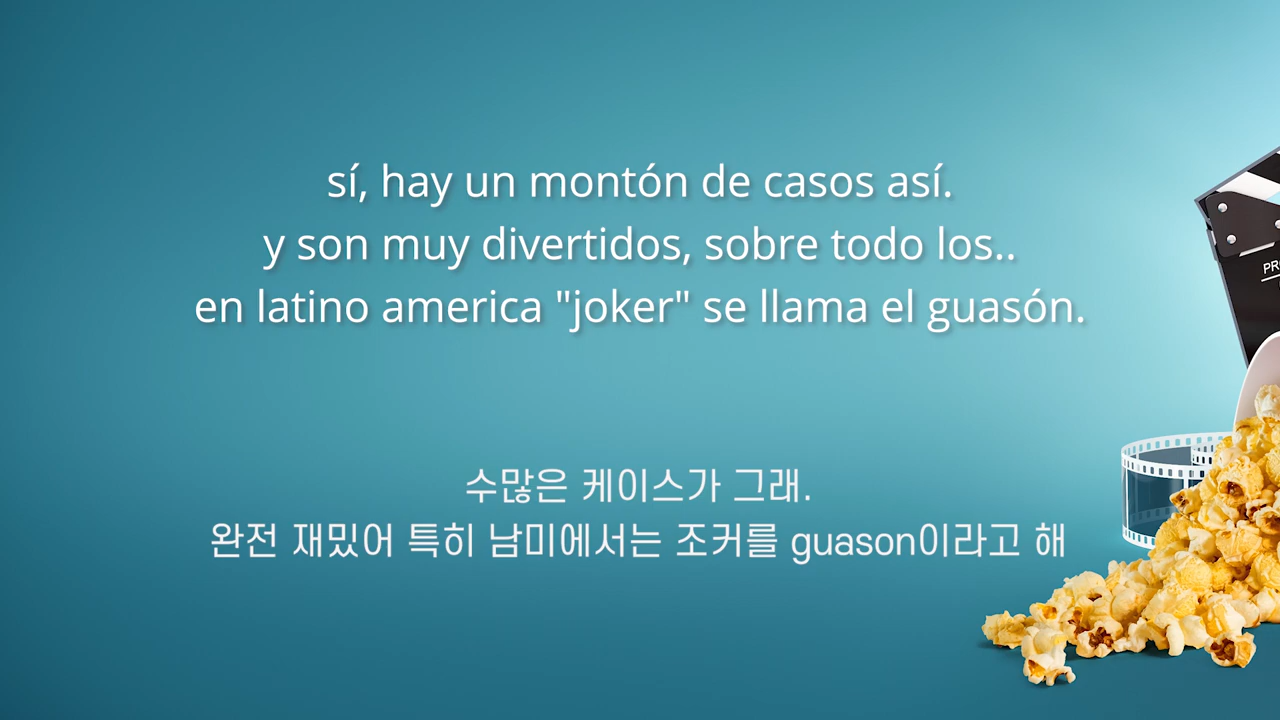 sí, hay un montón de casos así.
y son muy divertidos, sobre todo los..
en latino america "joker" se llama el guasón.
수많은 케이스가 그래.
완전 재밌어 특히 남미에서는 조커를 guason이라고 해